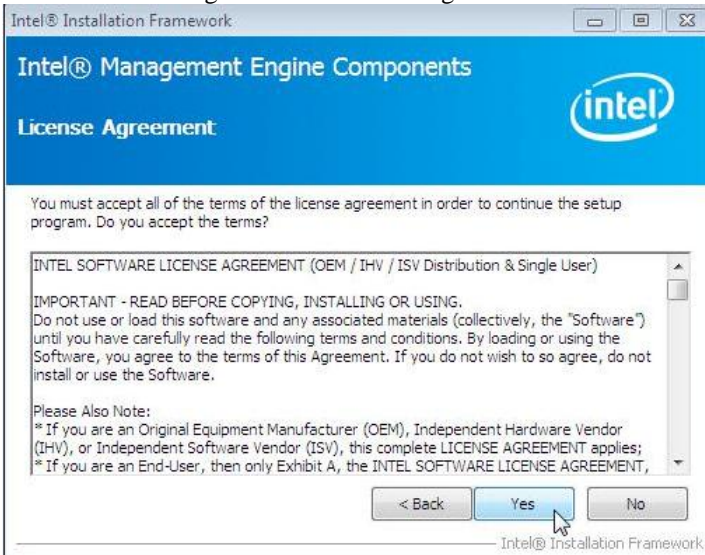 Intel® Installation Framework
Intel® Management Engine Components
intel
License Agreement
You must accept all of the terms of the license agreement in order to continue the setup
program. Do you accept the terms?
INTEL SOFTWARE LICENSE AGREEMENT (OEM / IHV / ISV Distribution & Single User)
IMPORTANT - READ BEFORE COPYING, INSTALLING OR USING.
Do not use or load this software and any associated materials (collectively, the "Software")
until you have carefully read the following terms and conditions. By loading or using the
Software, you agree to the terms of this Agreement. If you do not wish to so agree, do not
install or use the Software.
Please Also Note:
* If you are an Original Equipment Manufacturer (OEM), Independent Hardware Vendor
(IHV), or Independent Software Vendor (ISV), this complete LICENSE AGREEMENT applies;
* If you are an End-User, then only Exhibit A, the INTEL SOFTWARE LICENSE AGREEMENT,
< Back Yes No
Intel® Installation Framework